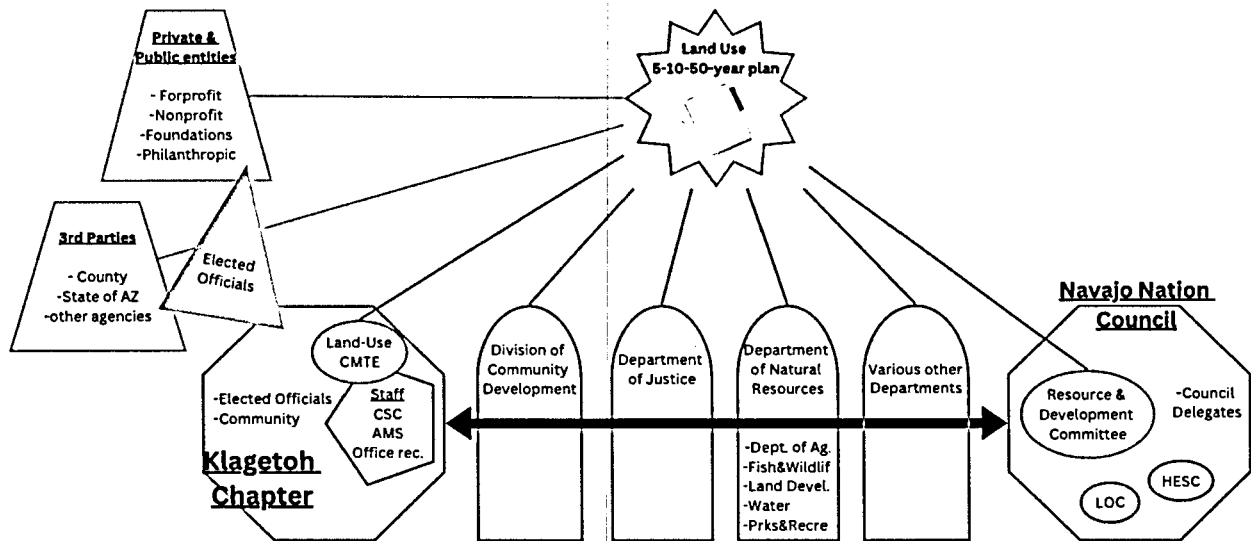 Private &
Public entities
- Forprofit
-Nonprofit
-Foundations
-Philanthropic
Land Use
5-10-50-year plan
3rd Parties
- County
-State of AZ
-other agencies
Elected
Officials
Land-Use
CMTE
-Elected Officials
-Community
Staff
CSC
AMS
Office rec.
Klagetoh
Chapter
Division of
Community
Development
Department
of Justice
Department
of Natural
Resources
-Dept. of Ag.
-Fish&Wildlif
-Land Devel.
-Water
-Prks&Recre
Various other
Departments
Navajo Nation
Council
Resource &
Development
Committee
-Council
Delegates
HESC
LOC